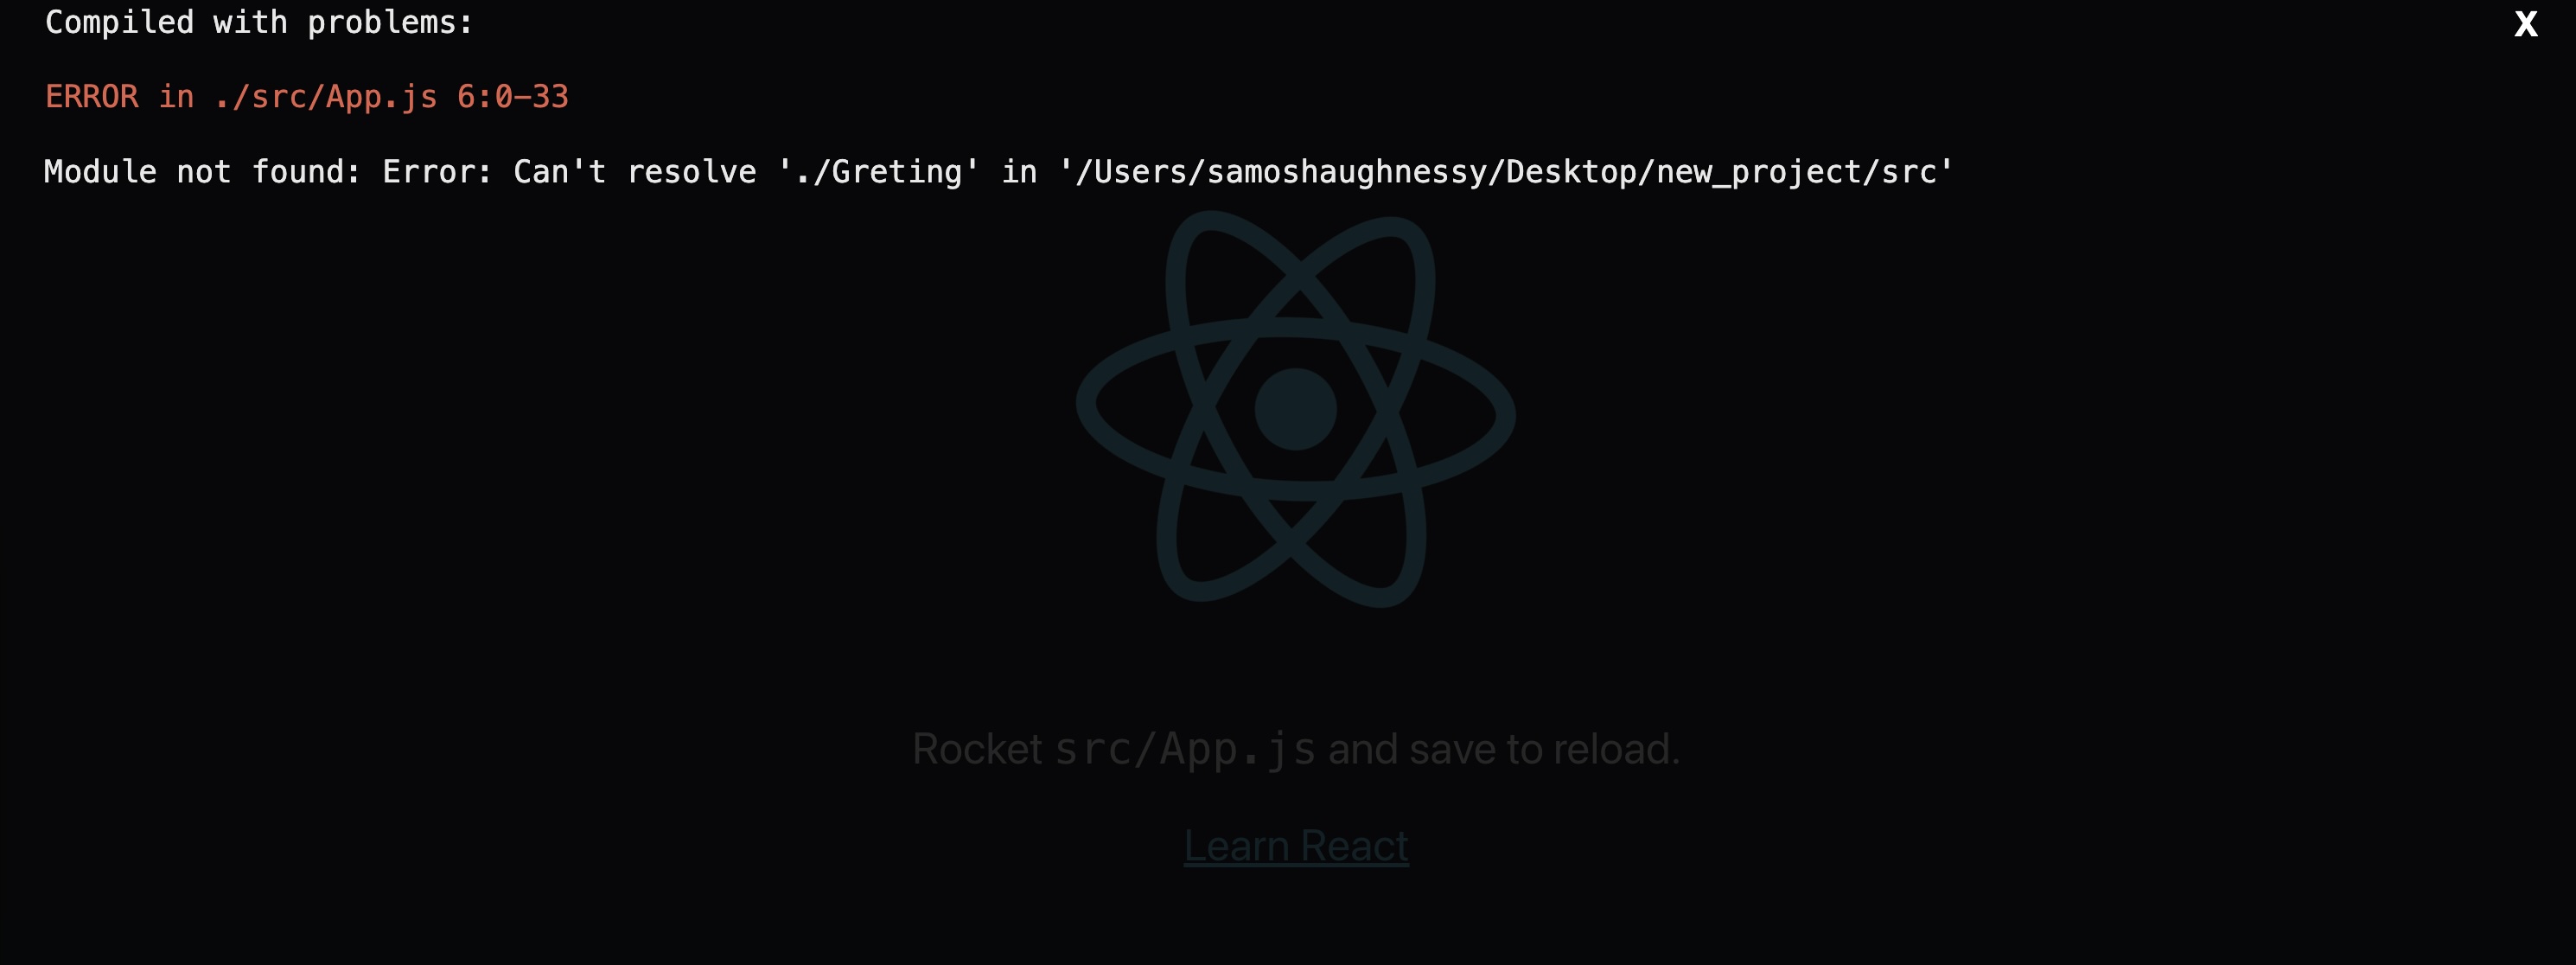 Compiled with problems:
X
ERROR in ./src/App.js 6:0–33
Module not found: Error: Can't resolve './Greting' in '/Users/samoshaughnessy/Desktop/new_project/src'
Rocket src/App.js and save to reload.
Learn React